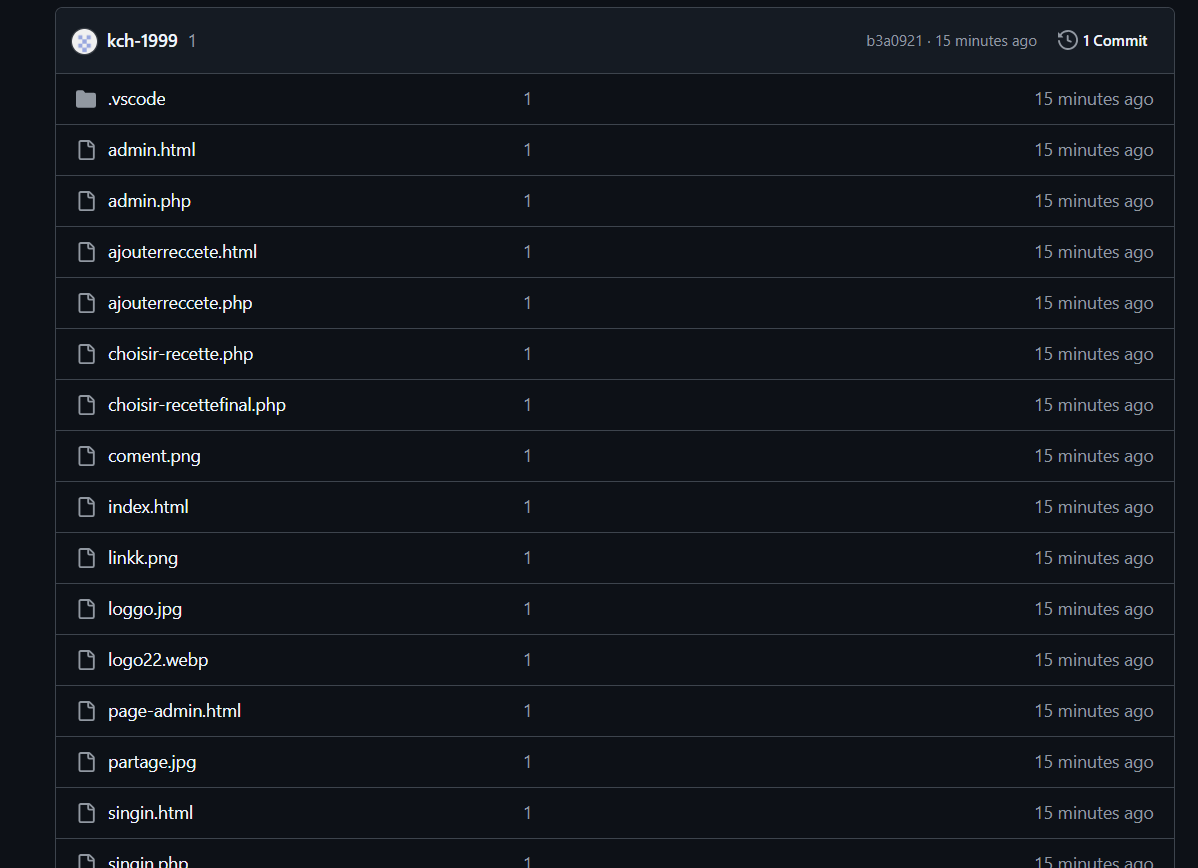 kch-1999 1 b3a0921 · 15 minutes ago 1 Commit
.vscode 1 15 minutes ago
admin.html 1 15 minutes ago
admin.php 1 15 minutes ago
ajouterreccete.html 1 15 minutes ago
ajouterreccete.php 1 15 minutes ago
choisir-recette.php 1 15 minutes ago
choisir-recettefinal.php 1 15 minutes ago
coment.png 1 15 minutes ago
index.html 1 15 minutes ago
linkk.png 1 15 minutes ago
loggo.jpg 1 15 minutes ago
logo22.webp 1 15 minutes ago
page-admin.html 1 15 minutes ago
partage.jpg 1 15 minutes ago
singin.html 1 15 minutes ago
singin.php 1 15 minutes ago